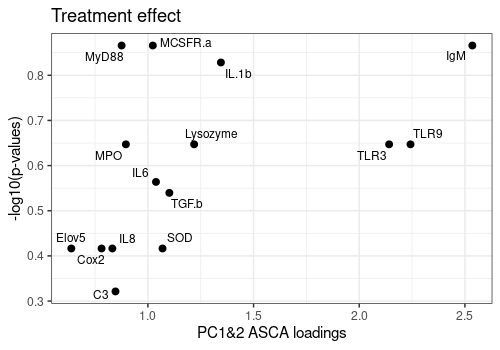 Treatment effect
MyD88
MCSFR.a
IL.1b
IgM
MPO
Lysozyme
TLR3
TLR9
IL6
TGF.b
Elov5
Cox2
IL8
SOD
C3
0.8
0.7
0.6
0.5
0.4
0.3
-log10(p-values)
1.0 1.5 2.0 2.5
PC1&2 ASCA loadings